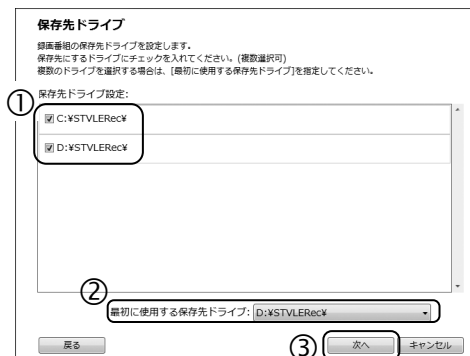 保存先ドライブ
録画番組の保存先ドライブを設定します。
保存先にするドライブにチェックを入れてください。(複数選択可)
複数のドライブを選択する場合は、[最初に使用する保存先ドライブ]を指定してください。
保存先ドライブ設定:
①
C:¥STVLERec¥
D:¥STVLERec¥
②
最初に使用する保存先ドライブ: D:¥STVLERec¥
戻る ③ 次へ キャンセル